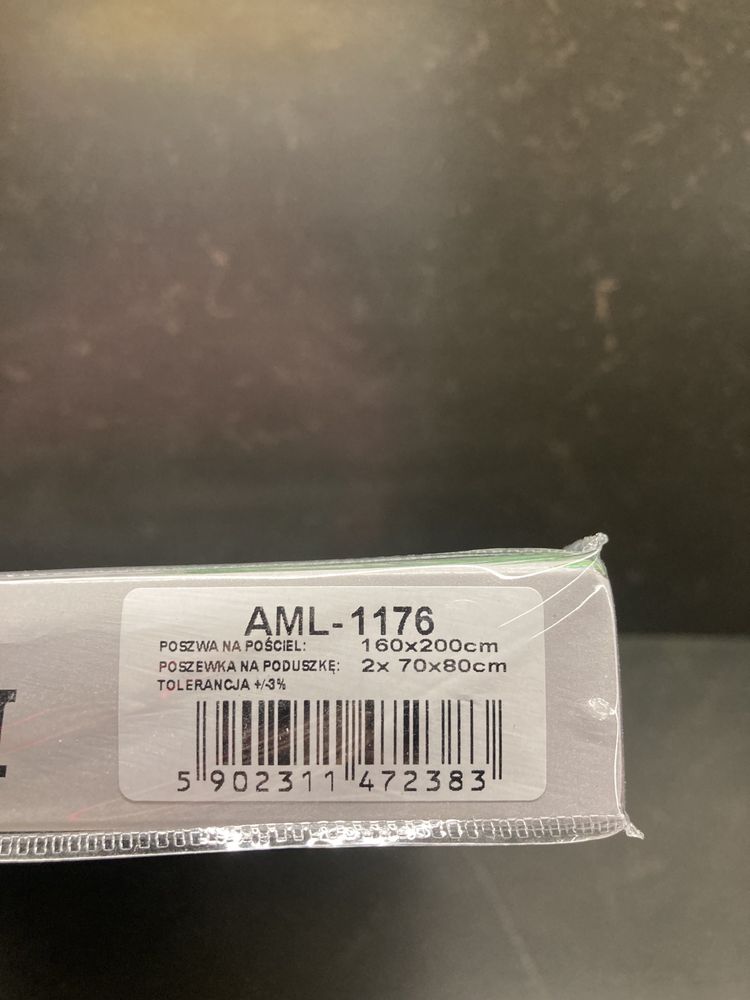 AML-1176
POSZWA NA POŚCIEL: 160x200cm
POSZEWKA NA PODUSZKĘ: 2x 70x80cm
TOLERANCJA +/-3%
5 902311 472383